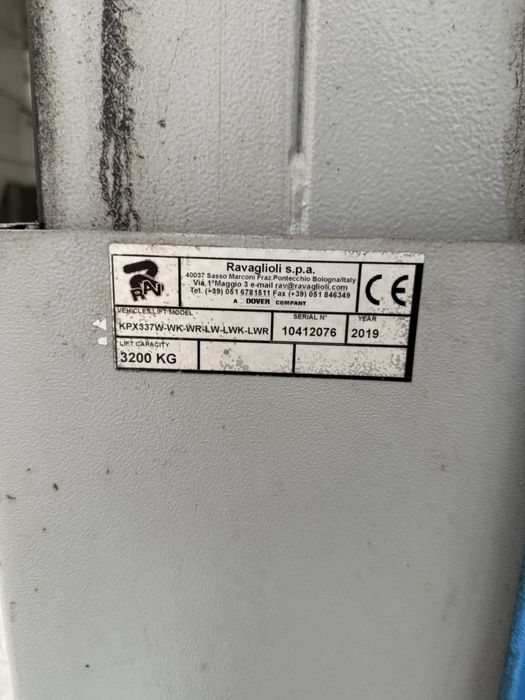 RAV
Ravaglioli s.p.a.
40037 Sasso Marconi Fraz.Pontecchio Bologna/Italy
Via 1°Maggio 3 e-mail rav@ravaglioli.com
Tel. (+39) 051 6781511 Fax (+39) 051 846349
A DOVER COMPANY
CE
VEHICLES LIFT MODEL
KPX337W-WK-WR-LW-LWK-LWR
SERIAL N°
10412076
YEAR
2019
LIFT CAPACITY
3200 KG